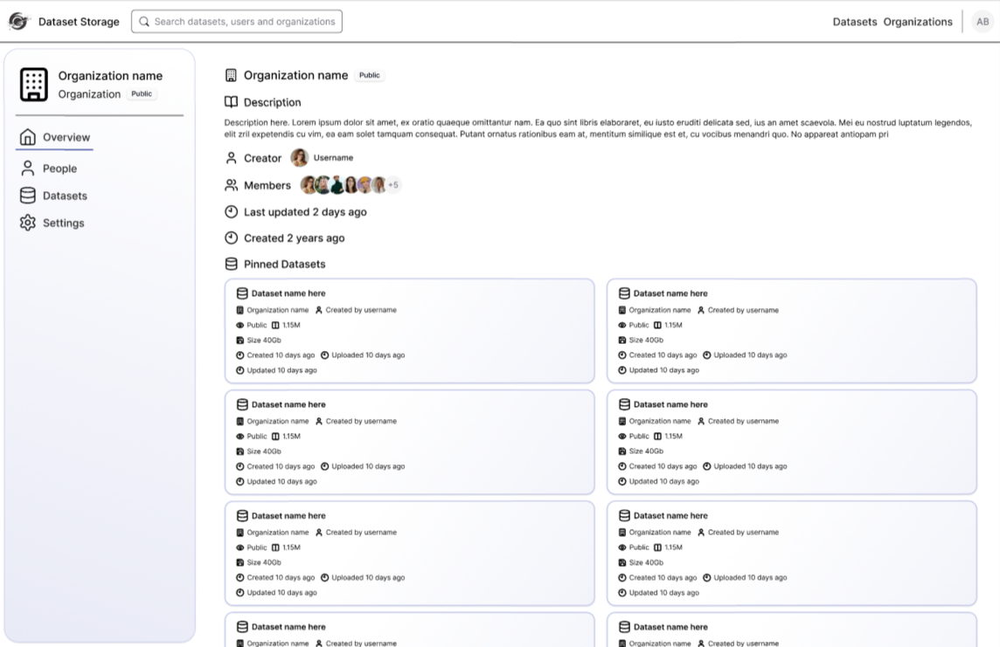 Dataset Storage
Search datasets, users and organizations
Datasets Organizations
AB
Organization name
Organization Public
Overview
People
Datasets
Settings
Organization name Public
Description
Description here. Lorem ipsum dolor sit amet, ex oratio quaeque omittantur nam. Ea quo sint libris elaboraret, eu iusto eruditi delicata sed, ius an amet scaevola. Mei eu nostrud luptatum legendos,
elit zril expetendis cu vim, ea eam solet tamquam consequat. Putant ornatus rationibus eam at, mentitum similique est et, cu vocibus menandri quo. No appareat antiopam pri
Creator Username
Members +5
Last updated 2 days ago
Created 2 years ago
Pinned Datasets
Dataset name here
Organization name Created by username
Public 1.15M
Size 40Gb
Created 10 days ago Uploaded 10 days ago
Updated 10 days ago
Dataset name here
Organization name Created by username
Public 1.15M
Size 40Gb
Created 10 days ago Uploaded 10 days ago
Updated 10 days ago
Dataset name here
Organization name Created by username
Public 1.15M
Size 40Gb
Created 10 days ago Uploaded 10 days ago
Updated 10 days ago
Dataset name here
Organization name Created by username
Public 1.15M
Size 40Gb
Created 10 days ago Uploaded 10 days ago
Updated 10 days ago
Dataset name here
Organization name Created by username
Public 1.15M
Size 40Gb
Created 10 days ago Uploaded 10 days ago
Updated 10 days ago
Dataset name here
Organization name Created by username
Public 1.15M
Size 40Gb
Created 10 days ago Uploaded 10 days ago
Updated 10 days ago
Dataset name here
Organization name Created by username
Dataset name here
Organization name Created by username